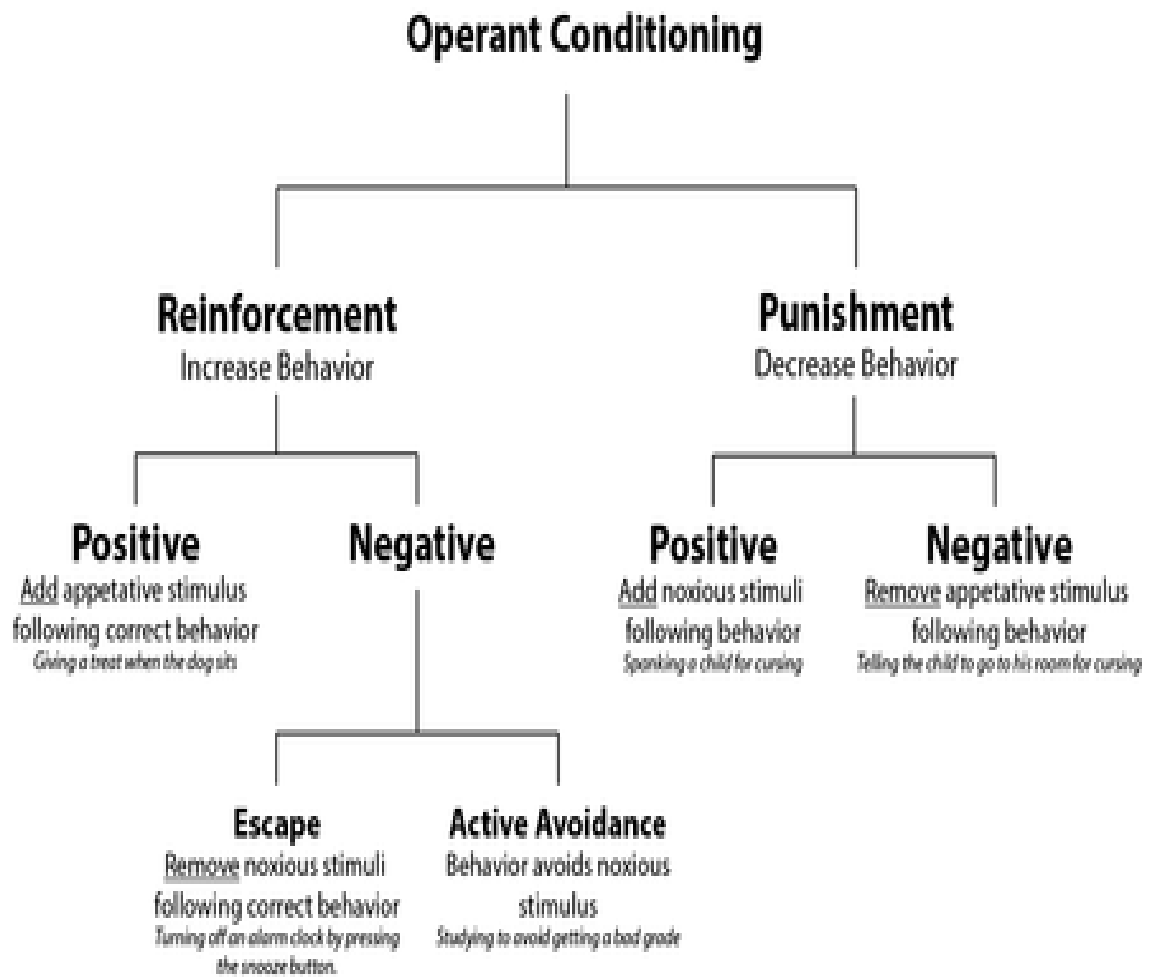 Operant Conditioning
Reinforcement
Increase Behavior
Punishment
Decrease Behavior
Positive
Add appetative stimulus
following correct behavior
Giving a treat when the dog sits
Negative
Positive
Add noxious stimuli
following behavior
Spanking a child for cursing
Negative
Remove appetative stimulus
following behavior
Telling the child to go to his room for cursing
Escape
Remove noxious stimuli
following correct behavior
Turning off an alarm clock by pressing
the snooze button.
Active Avoidance
Behavior avoids noxious
stimulus
Studying to avoid getting a bad grade